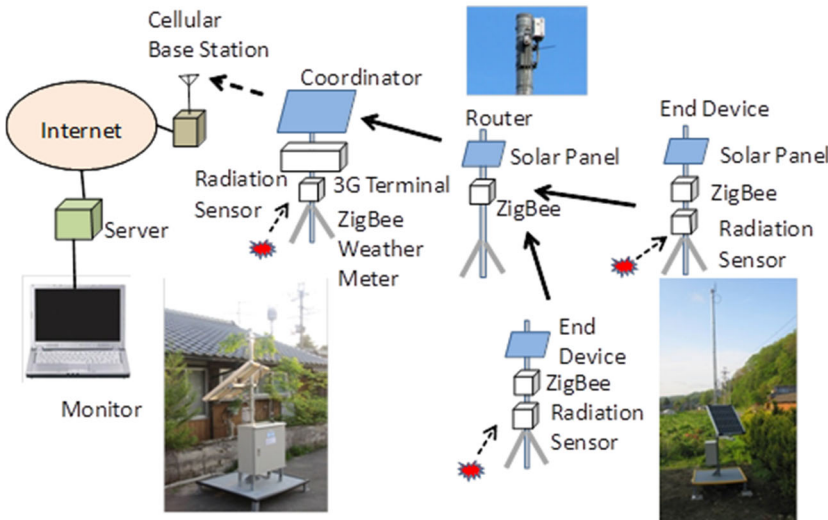 Cellular
Base Station
Coordinator
Internet
Router
End Device
Solar Panel
Solar Panel
Radiation
Sensor
3G Terminal
ZigBee
Weather
Meter
ZigBee
ZigBee
Radiation
Sensor
Server
Monitor
End
Device
ZigBee
Radiation
Sensor